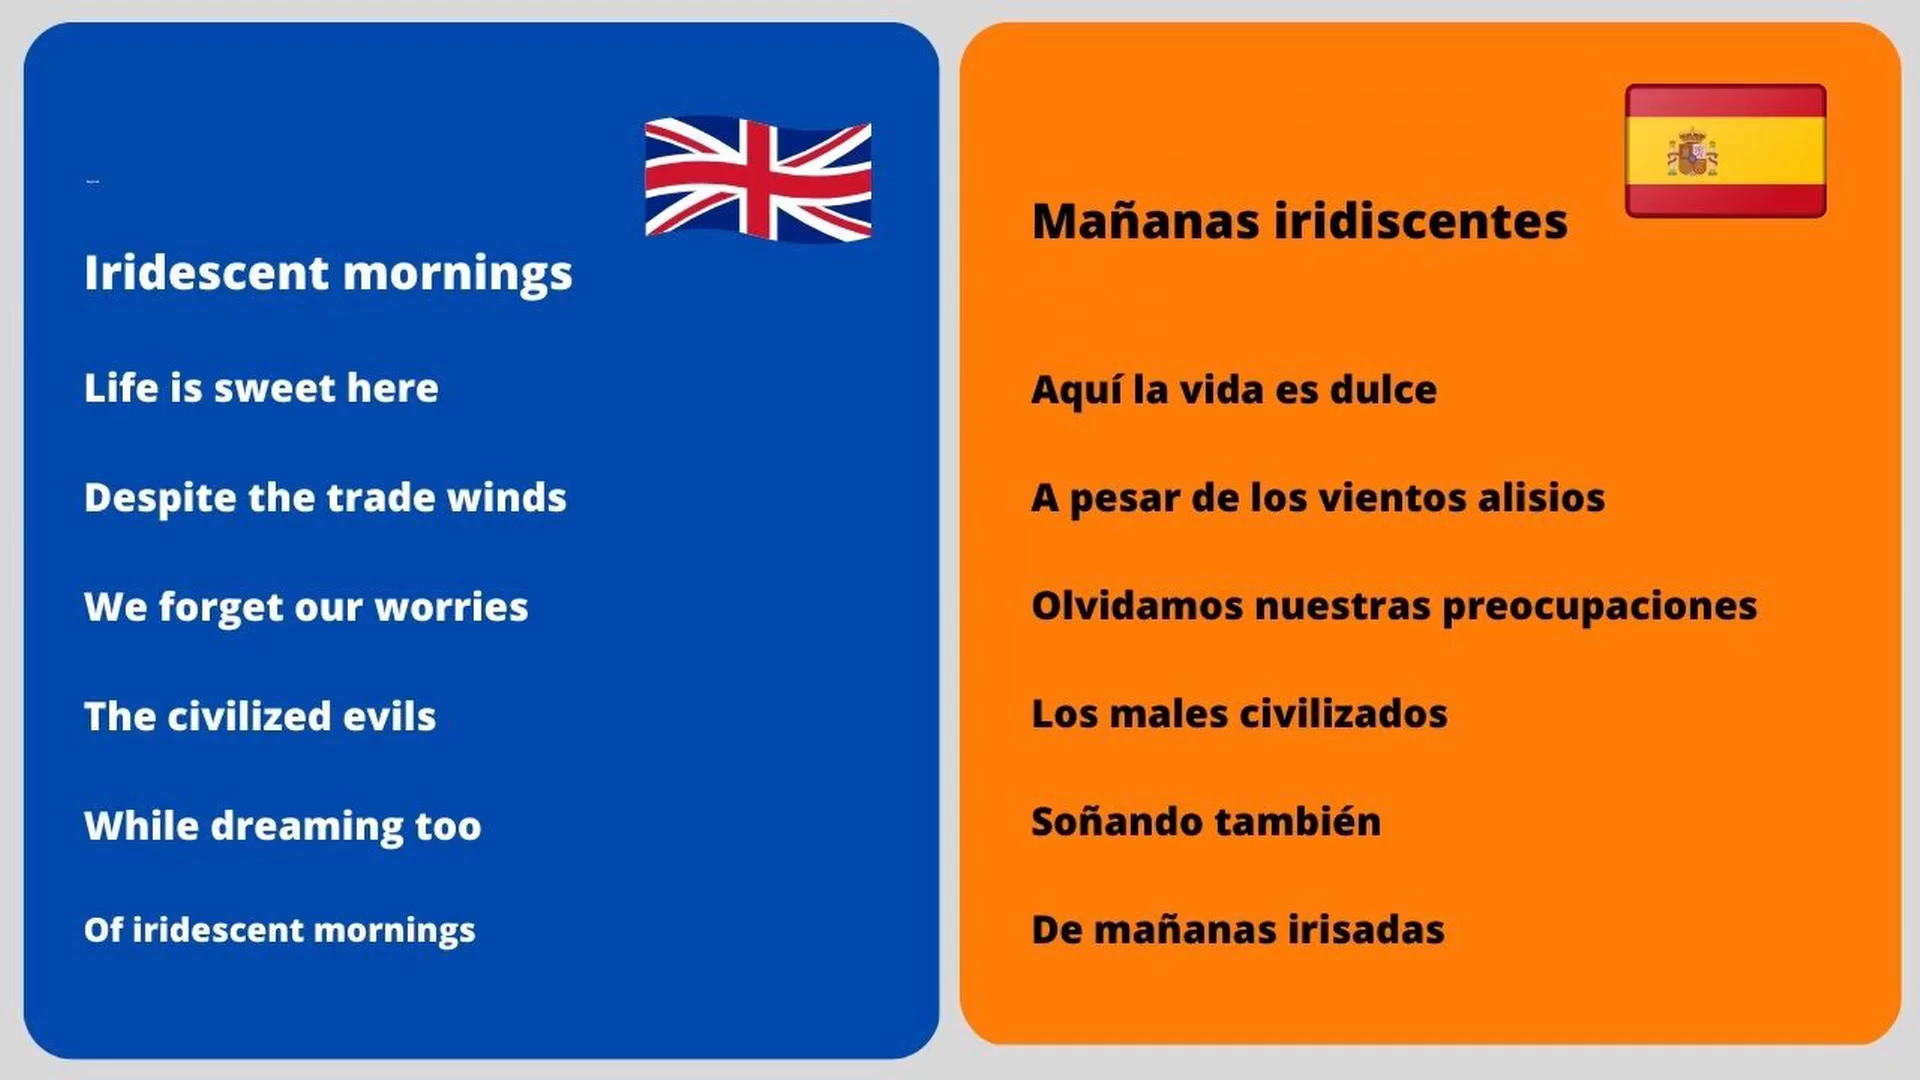 Iridescent mornings
Life is sweet here
Despite the trade winds
We forget our worries
The civilized evils
While dreaming too
Of iridescent mornings
Mañanas iridiscentes
Aquí la vida es dulce
A pesar de los vientos alisios
Olvidamos nuestras preocupaciones
Los males civilizados
Soñando también
De mañanas irisadas